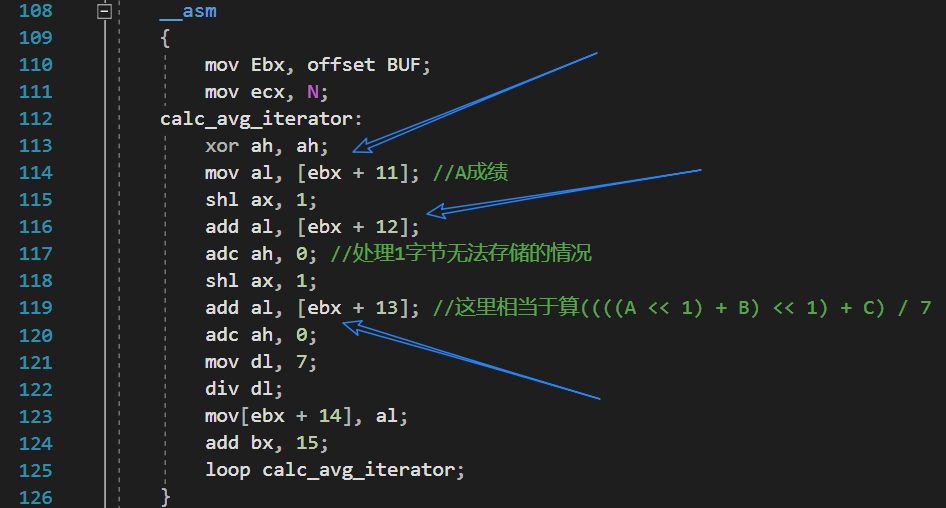 108 __asm
109 {
110 mov Ebx, offset BUF;
111 mov ecx, N;
112 calc_avg_iterator:
113 xor ah, ah;
114 mov al, [ebx + 11]; //A成绩
115 shl ax, 1;
116 add al, [ebx + 12];
117 adc ah, 0; //处理1字节无法存储的情况
118 shl ax, 1;
119 add al, [ebx + 13]; //这里相当于算((((A << 1) + B) << 1) + C) / 7
120 adc ah, 0;
121 mov dl, 7;
122 div dl;
123 mov[ebx + 14], al;
124 add bx, 15;
125 loop calc_avg_iterator;
126 }